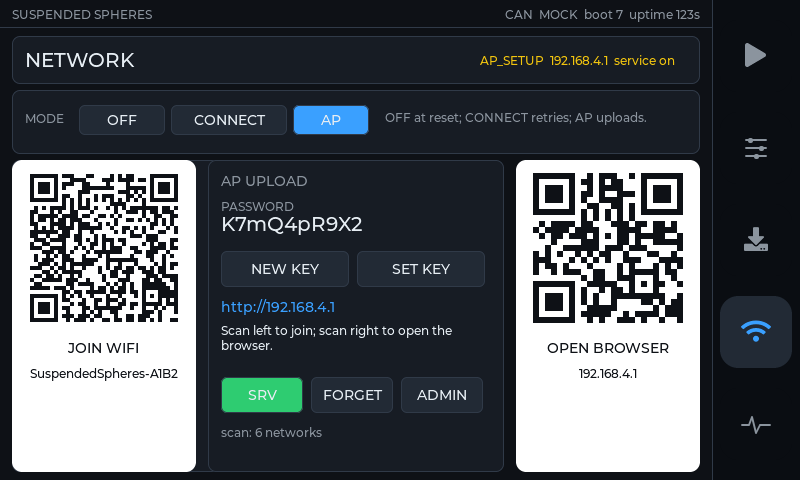 SUSPENDED SPHERES
CAN MOCK boot 7 uptime 123s
NETWORK
AP_SETUP 192.168.4.1 service on
MODE
OFF
CONNECT
AP
OFF at reset; CONNECT retries; AP uploads.
JOIN WIFI
SuspendedSpheres-A1B2
AP UPLOAD
PASSWORD
K7mQ4pR9X2
NEW KEY
SET KEY
http://192.168.4.1
Scan left to join; scan right to open the
browser.
SRV
FORGET
ADMIN
scan: 6 networks
OPEN BROWSER
192.168.4.1